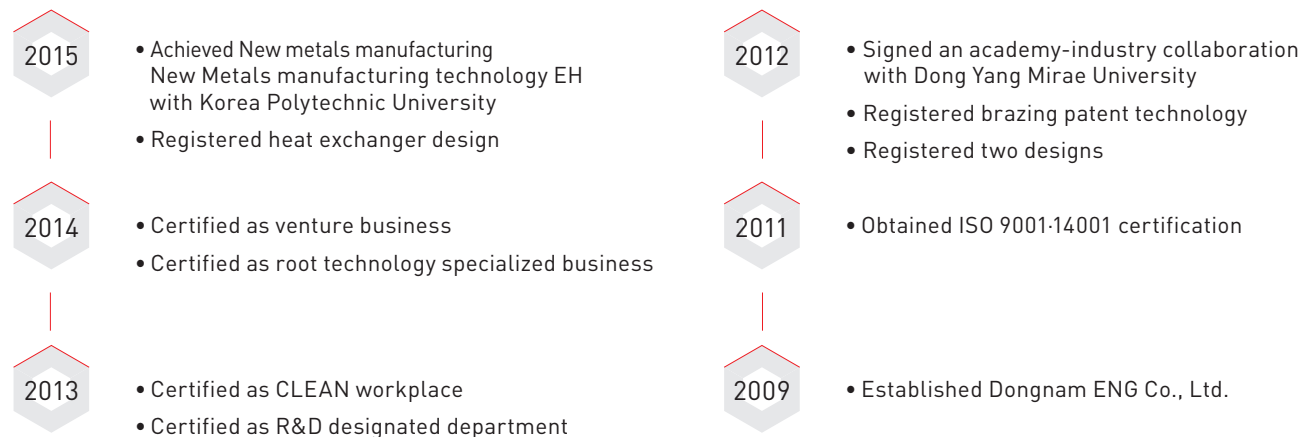 2015
• Achieved New metals manufacturing
New Metals manufacturing technology EH
with Korea Polytechnic University
• Registered heat exchanger design
2014
• Certified as venture business
• Certified as root technology specialized business
2013
• Certified as CLEAN workplace
• Certified as R&D designated department
2012
• Signed an academy-industry collaboration
with Dong Yang Mirae University
• Registered brazing patent technology
• Registered two designs
2011
• Obtained ISO 9001·14001 certification
2009
• Established Dongnam ENG Co., Ltd.